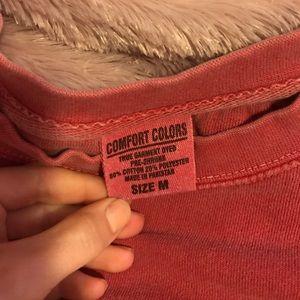 COMFORT COLORS
TRUE GARMENT DYED
PRE-SHRUNK
80% COTTON 20% POLYESTER
MADE IN PAKISTAN
SIZE M